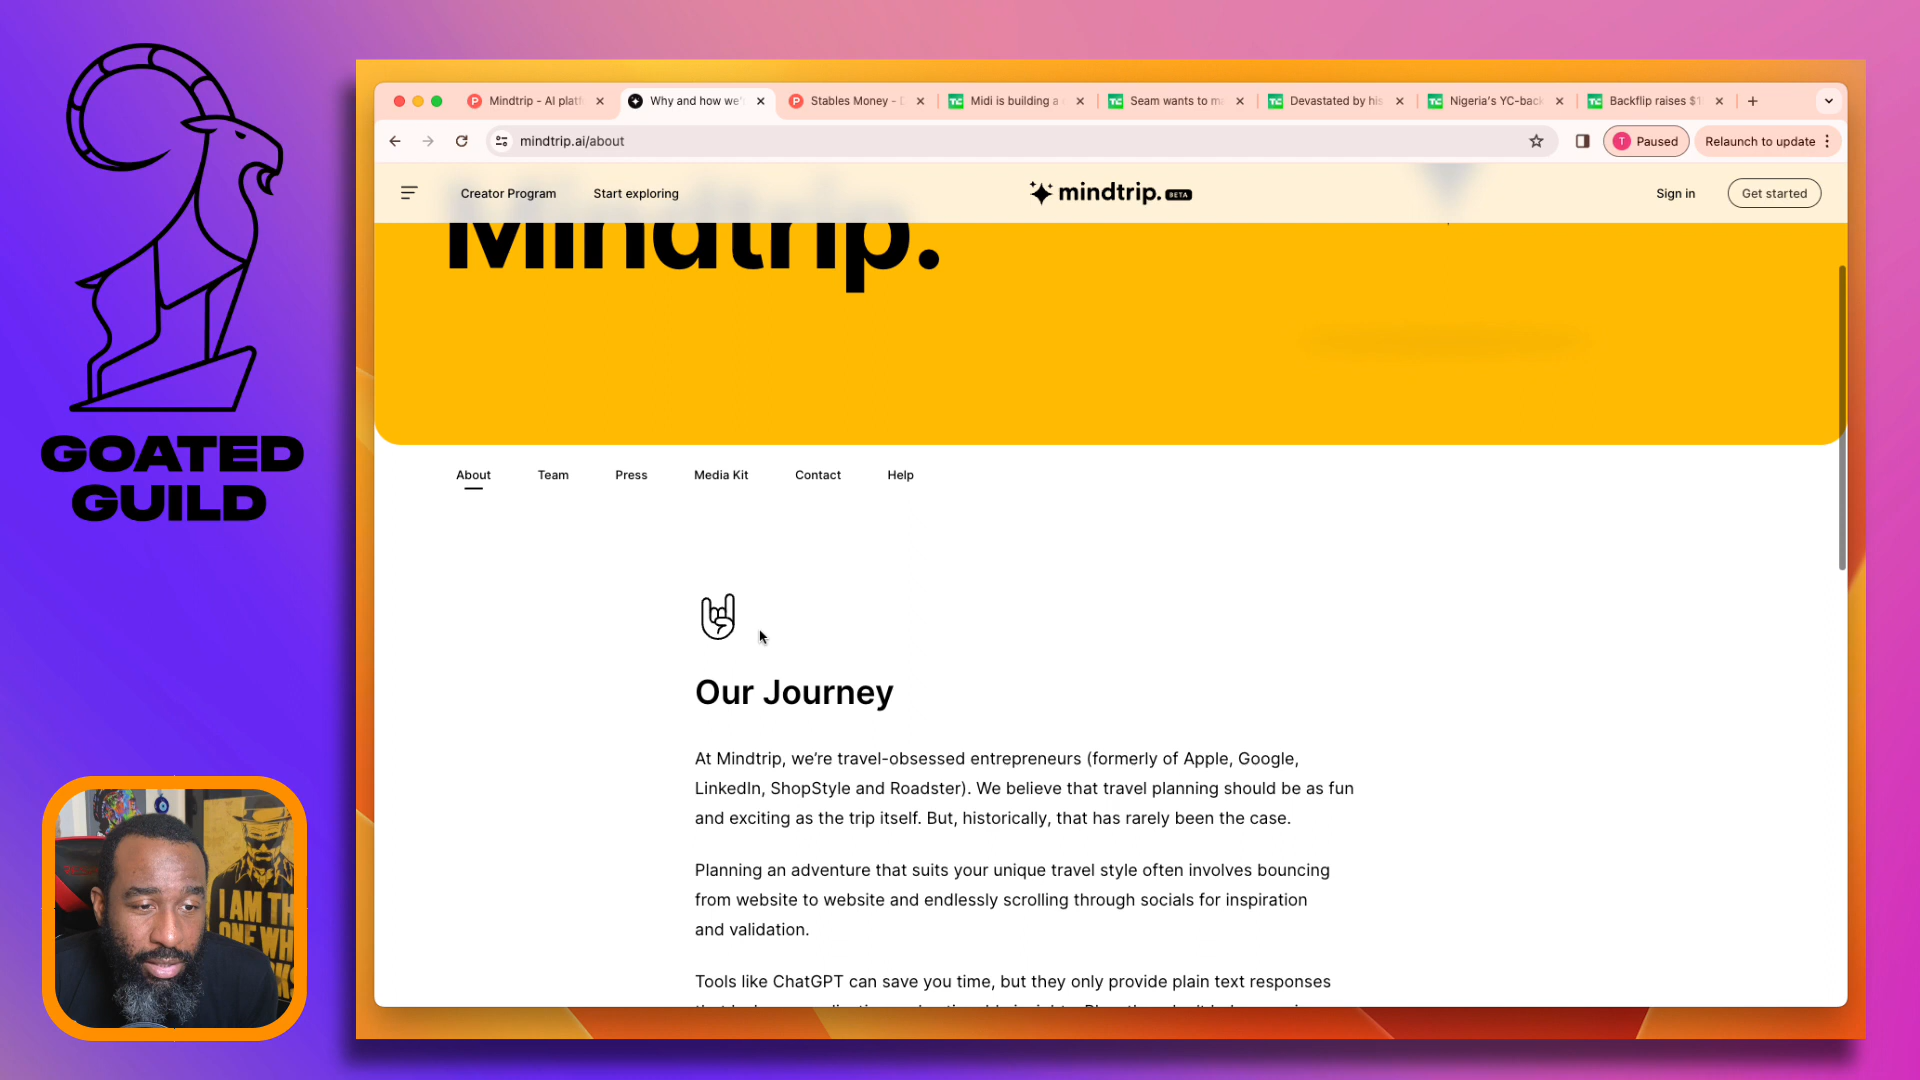 GOATED
GUILD
Mindtrip - AI platf
Why and how we'
Stables Money - D
Midi is building a
Seam wants to m
Devastated by his
Nigeria's YC-back
Backflip raises $1
mindtrip.ai/about
T
Paused
Relaunch to update
Creator Program
Start exploring
mindtrip. BETA
Sign in
Get started
Mindtrip.
About
Team
Press
Media Kit
Contact
Help
Our Journey
At Mindtrip, we’re travel-obsessed entrepreneurs (formerly of Apple, Google,
LinkedIn, ShopStyle and Roadster). We believe that travel planning should be as fun
and exciting as the trip itself. But, historically, that has rarely been the case.
Planning an adventure that suits your unique travel style often involves bouncing
from website to website and endlessly scrolling through socials for inspiration
and validation.
Tools like ChatGPT can save you time, but they only provide plain text responses
I AM TH
ONE WH
KS